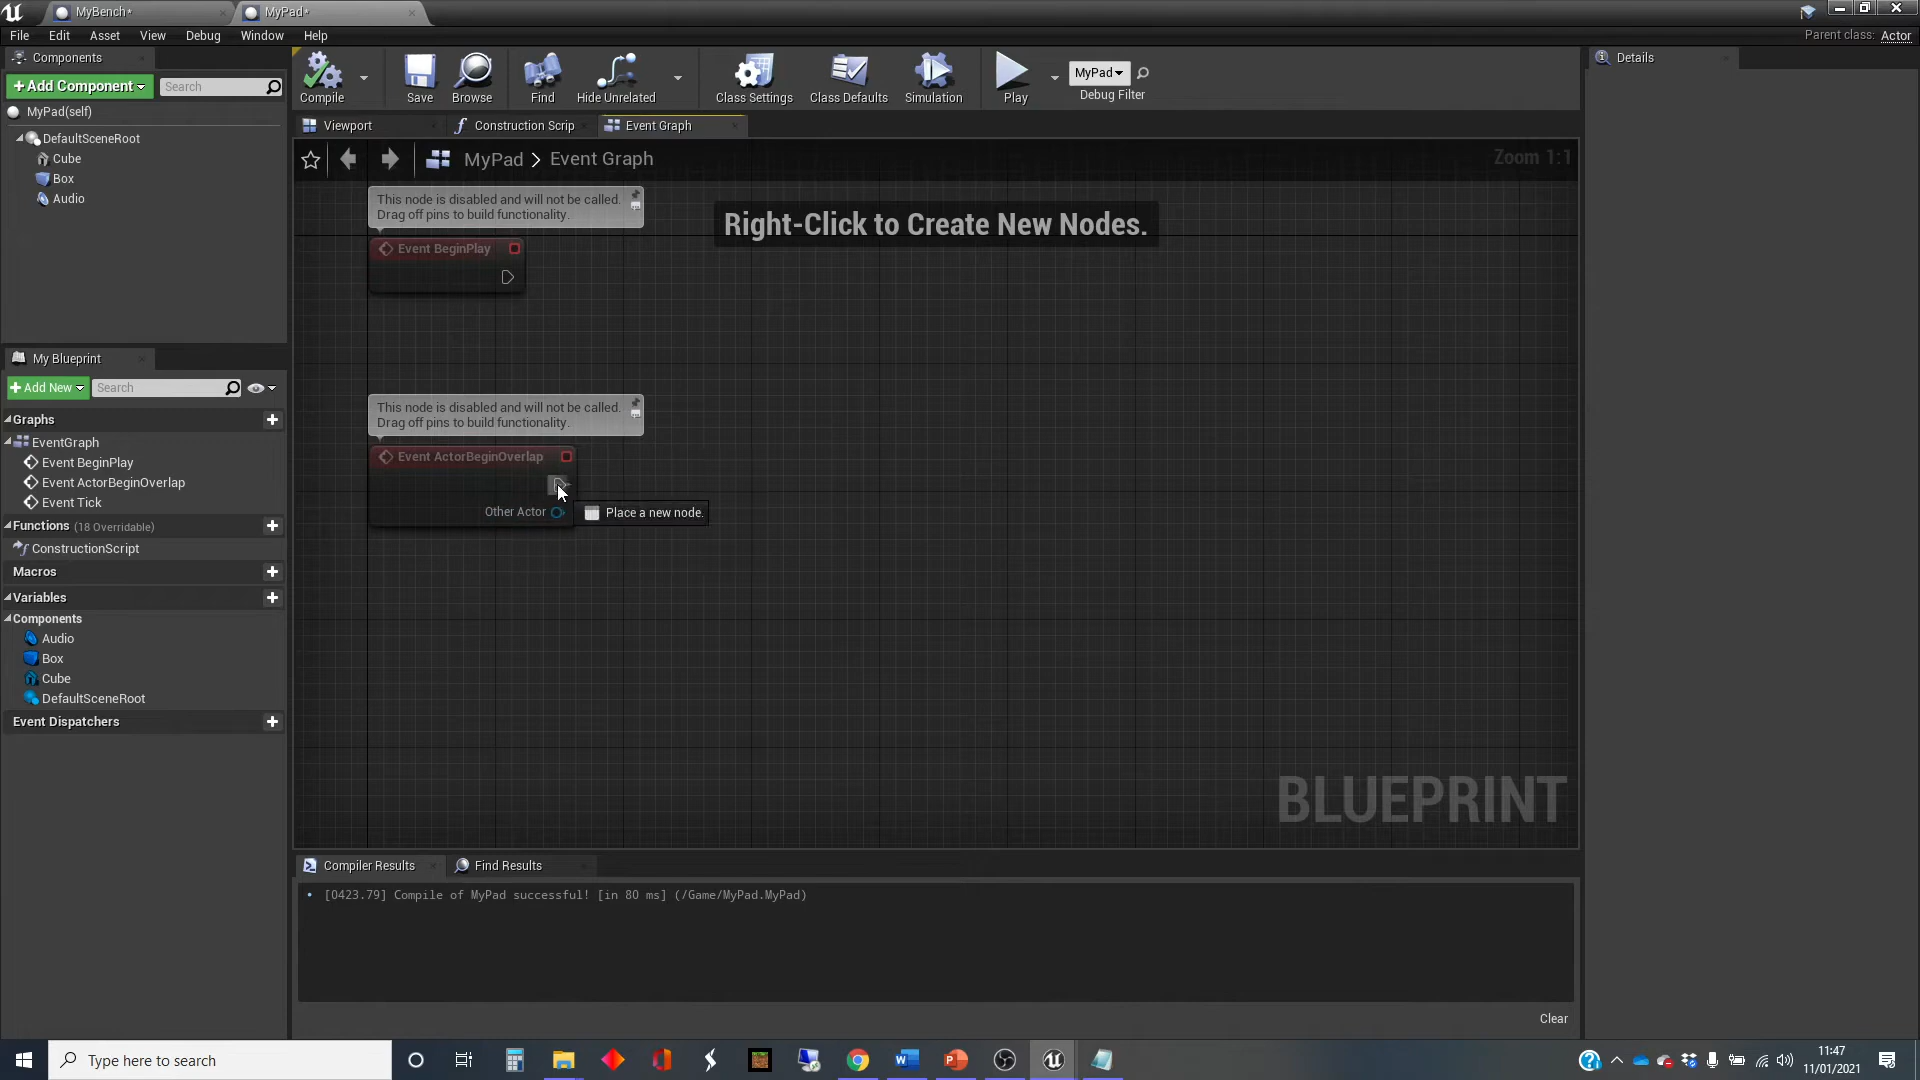 MyBench*
MyPad*
File Edit Asset View Debug Window Help
Parent class: Actor
Components
+Add Component
Search
MyPad(self)
DefaultSceneRoot
Cube
Box
Audio
Compile
Save
Browse
Find
Hide Unrelated
Class Settings
Class Defaults
Simulation
Play
MyPad
Debug Filter
Details
Viewport
Construction Scrip
Event Graph
MyPad > Event Graph
Zoom 1:1
Right-Click to Create New Nodes.
This node is disabled and will not be called.
Drag off pins to build functionality.
Event BeginPlay
This node is disabled and will not be called.
Drag off pins to build functionality.
Event ActorBeginOverlap
Other Actor
Place a new node.
BLUEPRINT
My Blueprint
+Add New
Search
Graphs
EventGraph
Event BeginPlay
Event ActorBeginOverlap
Event Tick
Functions (18 Overridable)
ConstructionScript
Macros
Variables
Components
Audio
Box
Cube
DefaultSceneRoot
Event Dispatchers
Compiler Results
Find Results
[0423.79] Compile of MyPad successful! [in 80 ms] (/Game/MyPad.MyPad)
Clear
Type here to search
11:47
11/01/2021